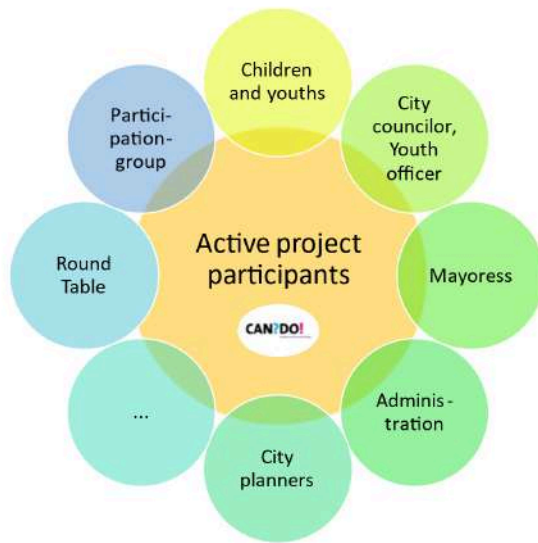 Children
and youths
City
councilor,
Youth
officer
Mayoress
Adminis -
tration
City
planners
...
Round
Table
Partici-
pation-
group
Active project
participants
CAN?DO!